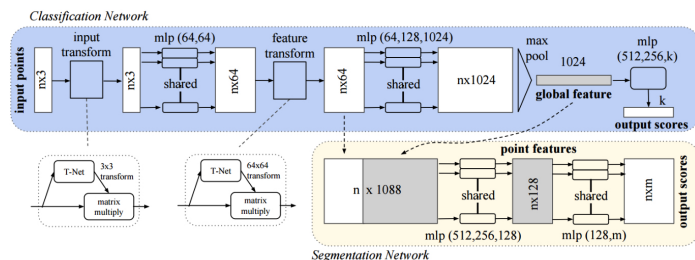 Classification Network
input points
nx3
input
transform
nx3
mlp (64,64)
shared
nx64
feature
transform
nx64
mlp (64,128,1024)
shared
nx1024
max
pool
1024
global feature
mlp
(512,256,k)
k
output scores
T-Net
3x3
transform
matrix
multiply
T-Net
64x64
transform
matrix
multiply
point features
n x 1088
shared
mlp (512,256,128)
nx128
shared
mlp (128,m)
nxm
output scores
Segmentation Network